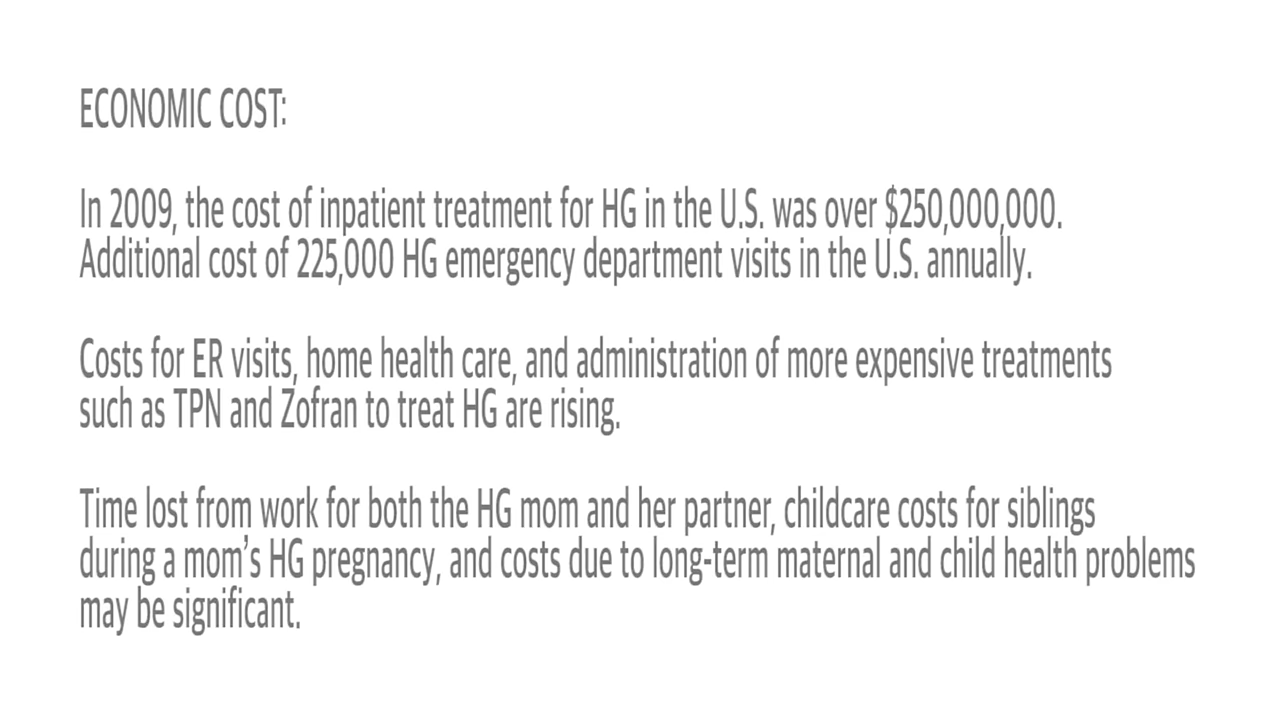 ECONOMIC COST:
In 2009, the cost of inpatient treatment for HG in the U.S. was over $250,000,000.
Additional cost of 225,000 HG emergency department visits in the U.S. annually.
Costs for ER visits, home health care, and administration of more expensive treatments
such as TPN and Zofran to treat HG are rising.
Time lost from work for both the HG mom and her partner, childcare costs for siblings
during a mom’s HG pregnancy, and costs due to long-term maternal and child health problems
may be significant.